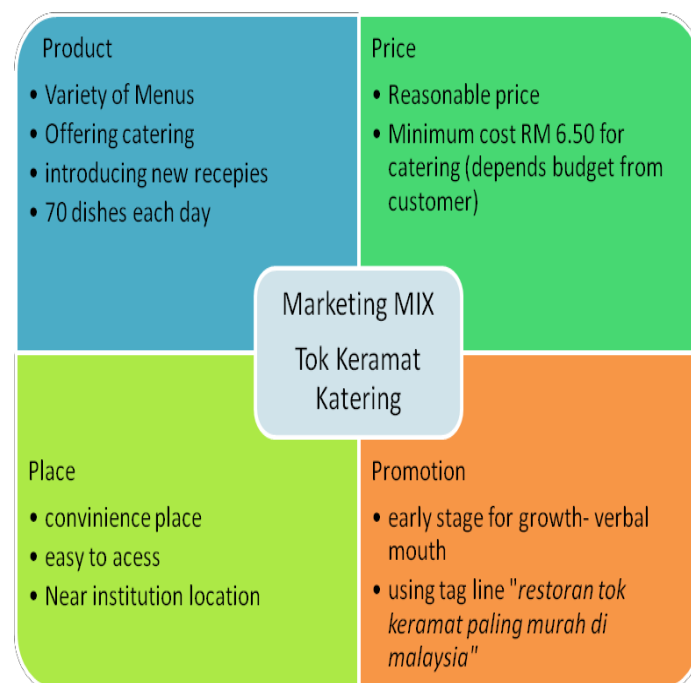 Product
• Variety of Menus
• Offering catering
• introducing new recepies
• 70 dishes each day
Price
• Reasonable price
• Minimum cost RM 6.50 for
catering (depends budget from
customer)
Marketing MIX
Tok Keramat
Katering
Place
• convinience place
• easy to acess
• Near institution location
Promotion
• early stage for growth- verbal
mouth
• using tag line "restoran tok
keramat paling murah di
malaysia"